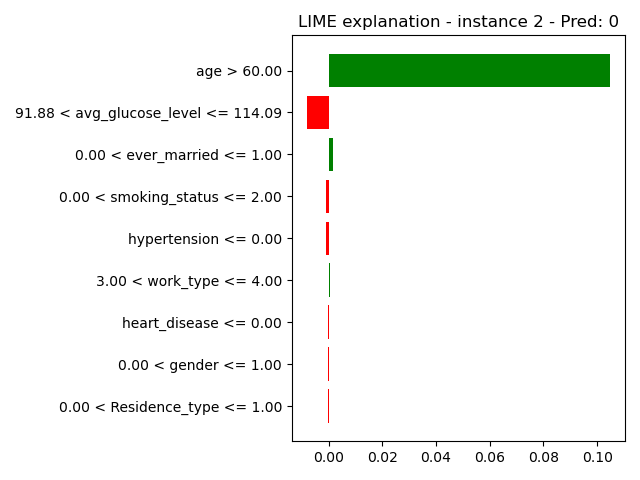 LIME explanation - instance 2 - Pred: 0
age > 60.00
91.88 < avg_glucose_level <= 114.09
0.00 < ever_married <= 1.00
0.00 < smoking_status <= 2.00
hypertension <= 0.00
3.00 < work_type <= 4.00
heart_disease <= 0.00
0.00 < gender <= 1.00
0.00 < Residence_type <= 1.00
0.00 0.02 0.04 0.06 0.08 0.10